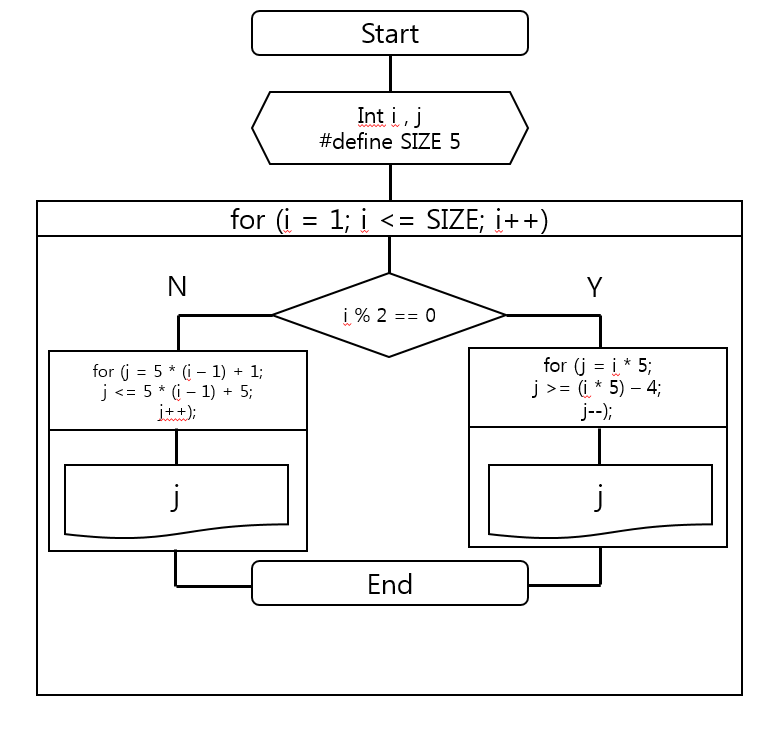 Start
Int i , j
#define SIZE 5
for (i = 1; i <= SIZE; i++)
N
Y
i % 2 == 0
for (j = 5 * (i – 1) + 1;
j <= 5 * (i – 1) + 5;
j++);
for (j = i * 5;
j >= (i * 5) – 4;
j--);
j
j
End